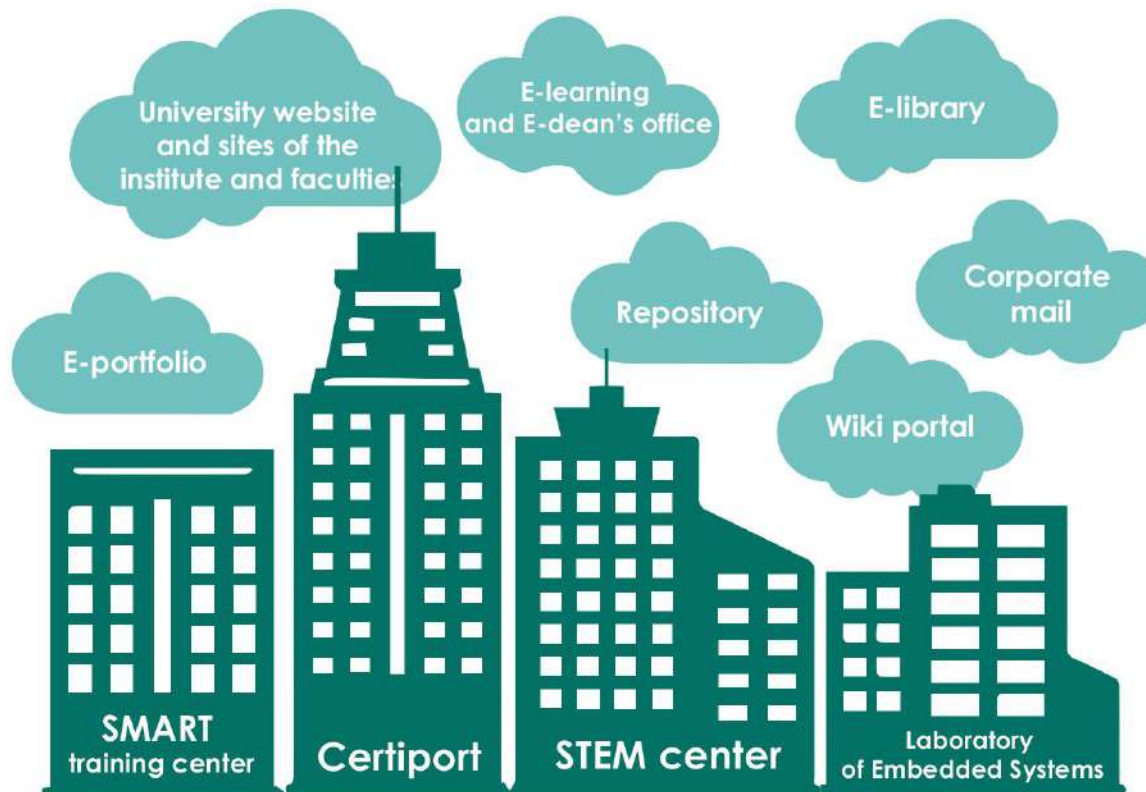 University website
and sites of the
institute and faculties
E-learning
and E-dean's office
E-library
E-portfolio
Repository
Corporate
mail
Wiki portal
SMART
training center
Certiport
STEM center
Laboratory
of Embedded Systems